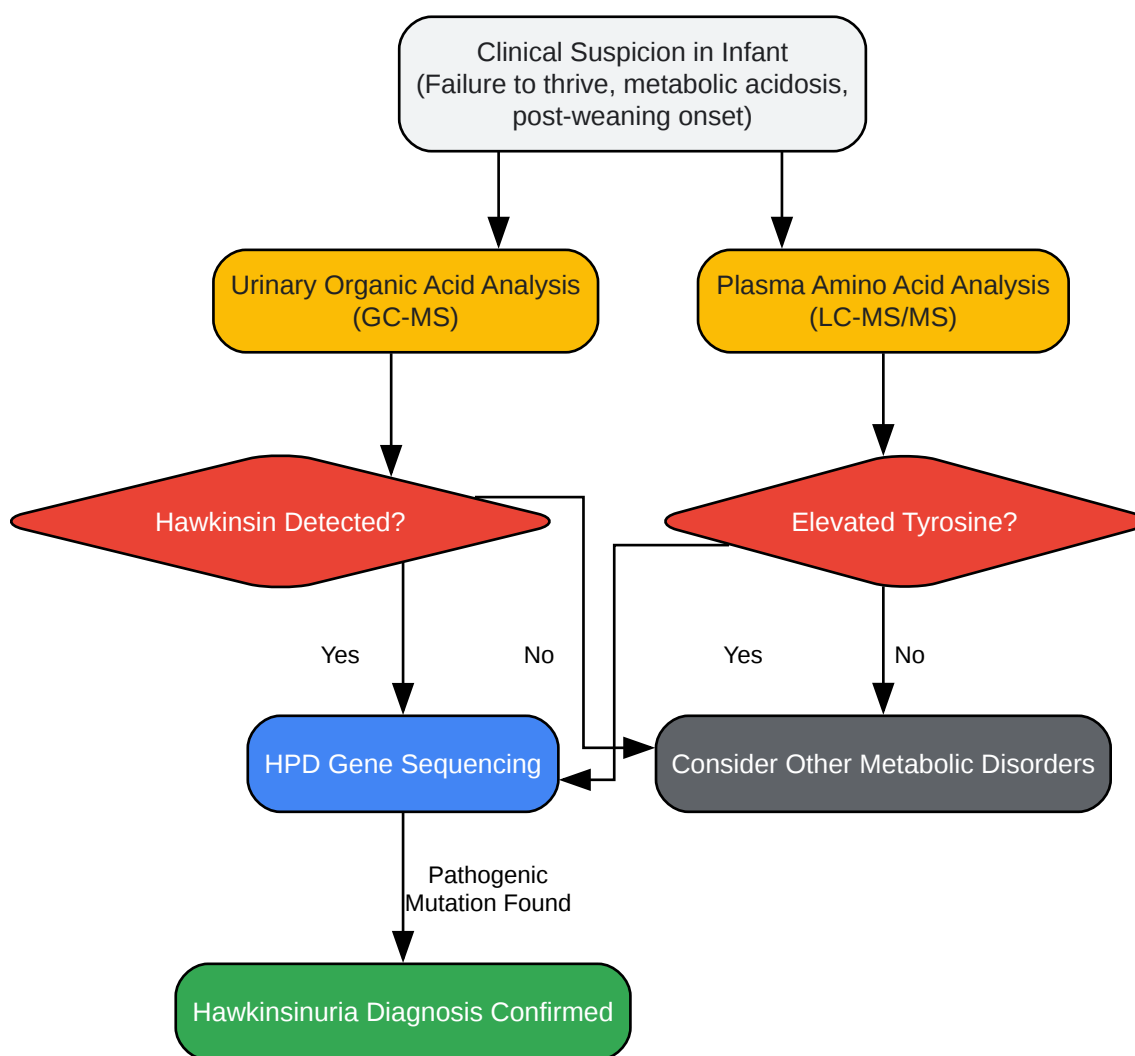 Clinical Suspicion in Infant
(Failure to thrive, metabolic acidosis,
post-weaning onset)
Urinary Organic Acid Analysis
(GC-MS)
Plasma Amino Acid Analysis
(LC-MS/MS)
Hawkinsin Detected?
Elevated Tyrosine?
Yes
No
Yes
No
HPD Gene Sequencing
Consider Other Metabolic Disorders
Pathogenic
Mutation Found
Hawkinsinuria Diagnosis Confirmed